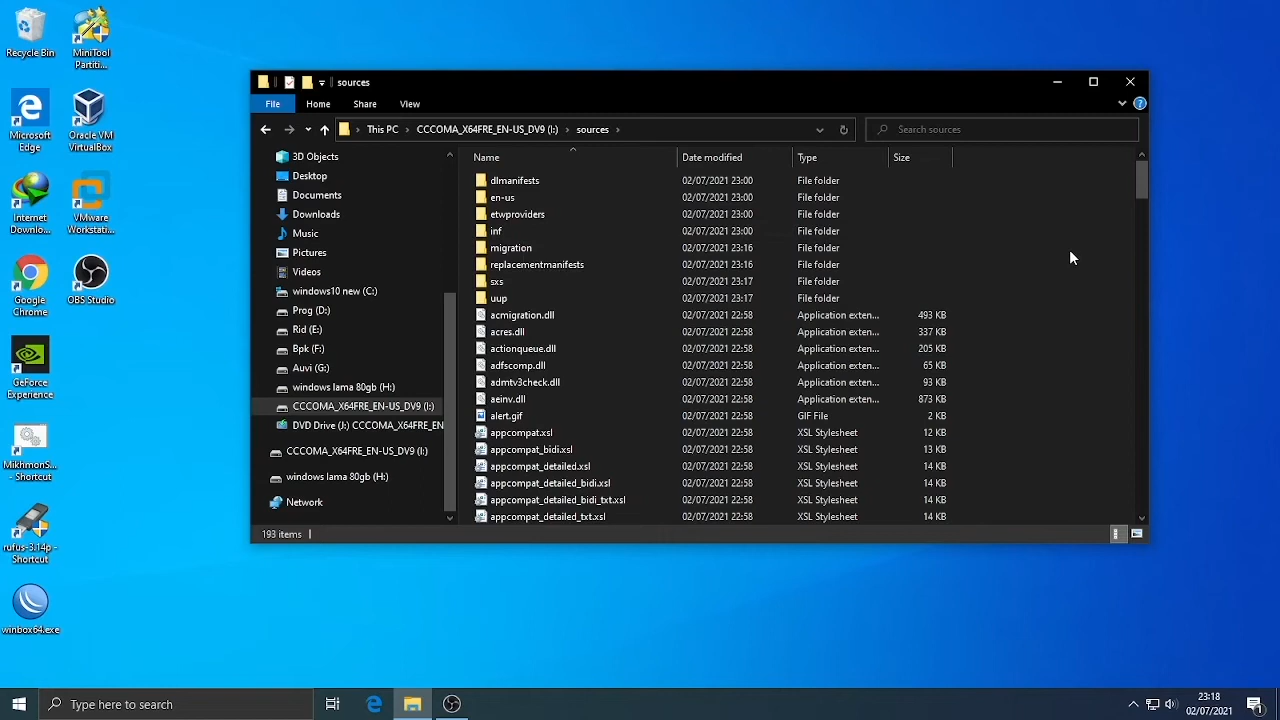 Recycle Bin
MiniTool
Partiti...
Microsoft
Edge
Oracle VM
VirtualBox
Internet
Downlo...
VMware
Workstati...
Google
Chrome
OBS Studio
GeForce
Experience
MikhmonS...
- Shortcut
rufus-3.14p -
Shortcut
winbox64.exe
sources
File Home Share View
This PC > CCCOMA_X64FRE_EN-US_DV9 (I:) > sources >
Search sources
3D Objects
Desktop
Documents
Downloads
Music
Pictures
Videos
windows10 new (C:)
Prog (D:)
Rid (E:)
Bpk (F:)
Auvi (G:)
windows lama 80gb (H:)
CCCOMA_X64FRE_EN-US_DV9 (I:)
DVD Drive (J:) CCCOMA_X64FRE_EN
CCCOMA_X64FRE_EN-US_DV9 (I:)
windows lama 80gb (H:)
Network
Name Date modified Type Size
dlmanifests 02/07/2021 23:00 File folder
en-us 02/07/2021 23:00 File folder
etwproviders 02/07/2021 23:00 File folder
inf 02/07/2021 23:00 File folder
migration 02/07/2021 23:16 File folder
replacementmanifests 02/07/2021 23:16 File folder
sxs 02/07/2021 23:17 File folder
uup 02/07/2021 23:17 File folder
acmigration.dll 02/07/2021 22:58 Application exten... 493 KB
acres.dll 02/07/2021 22:58 Application exten... 337 KB
actionqueue.dll 02/07/2021 22:58 Application exten... 205 KB
adfscomp.dll 02/07/2021 22:58 Application exten... 65 KB
admtv3check.dll 02/07/2021 22:58 Application exten... 93 KB
aeinv.dll 02/07/2021 22:58 Application exten... 873 KB
alert.gif 02/07/2021 22:58 GIF File 2 KB
appcompat.xsl 02/07/2021 22:58 XSL Stylesheet 12 KB
appcompat_bidi.xsl 02/07/2021 22:58 XSL Stylesheet 13 KB
appcompat_detailed.xsl 02/07/2021 22:58 XSL Stylesheet 14 KB
appcompat_detailed_bidi.xsl 02/07/2021 22:58 XSL Stylesheet 14 KB
appcompat_detailed_bidi_txt.xsl 02/07/2021 22:58 XSL Stylesheet 14 KB
appcompat_detailed_txt.xsl 02/07/2021 22:58 XSL Stylesheet 14 KB
193 items
Type here to search
23:18
02/07/2021
1